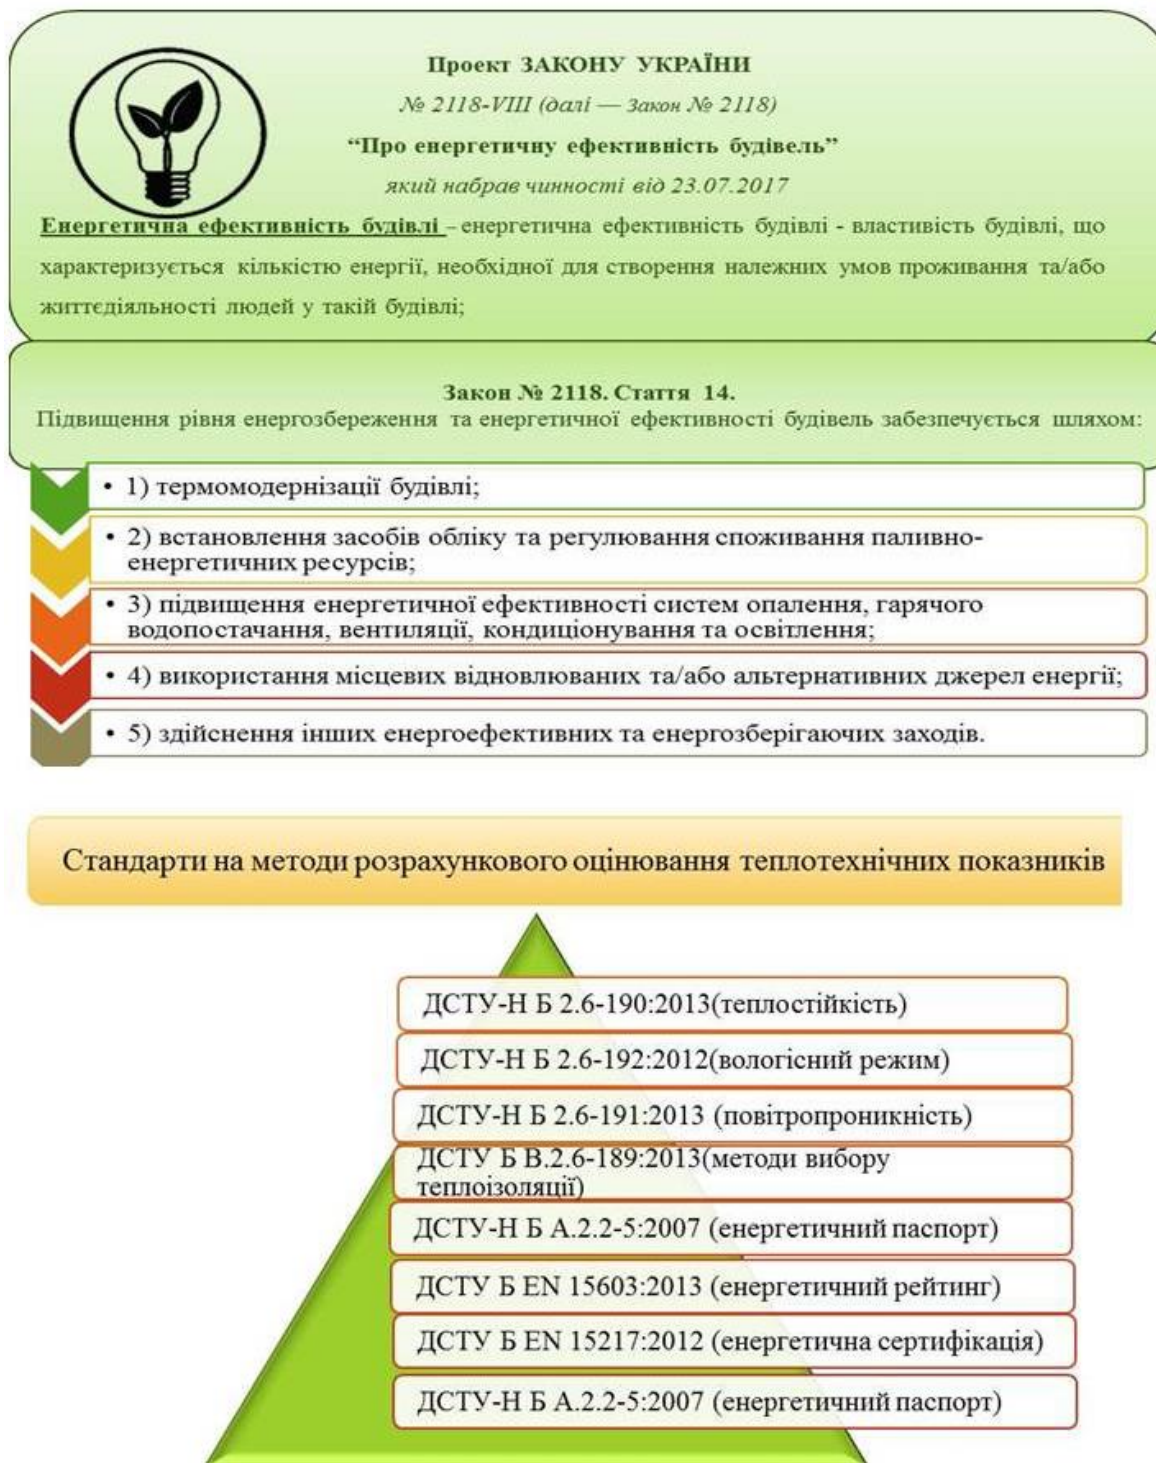 Проект ЗАКОНУ УКРАЇНИ
№ 2118-VIII (далі — Закон № 2118)
“Про енергетичну ефективність будівель”
який набрав чинності від 23.07.2017
Енергетична ефективність будівлі – енергетична ефективність будівлі - властивість будівлі, що
характеризується кількістю енергії, необхідної для створення належних умов проживання та/або
життєдіяльності людей у такій будівлі;
Закон № 2118. Стаття 14.
Підвищення рівня енергозбереження та енергетичної ефективності будівель забезпечується шляхом:
• 1) термомодернізації будівлі;
• 2) встановлення засобів обліку та регулювання споживання паливно-
енергетичних ресурсів;
• 3) підвищення енергетичної ефективності систем опалення, гарячого
водопостачання, вентиляції, кондиціонування та освітлення;
• 4) використання місцевих відновлюваних та/або альтернативних джерел енергії;
• 5) здійснення інших енергоефективних та енергозберігаючих заходів.
Стандарти на методи розрахункового оцінювання теплотехнічних показників
ДСТУ-Н Б 2.6-190:2013(теплостійкість)
ДСТУ-Н Б 2.6-192:2012(вологісний режим)
ДСТУ-Н Б 2.6-191:2013 (повітропроникність)
ДСТУ Б В.2.6-189:2013(методи вибору
теплоізоляції)
ДСТУ-Н Б А.2.2-5:2007 (енергетичний паспорт)
ДСТУ Б EN 15603:2013 (енергетичний рейтинг)
ДСТУ Б EN 15217:2012 (енергетична сертифікація)
ДСТУ-Н Б А.2.2-5:2007 (енергетичний паспорт)